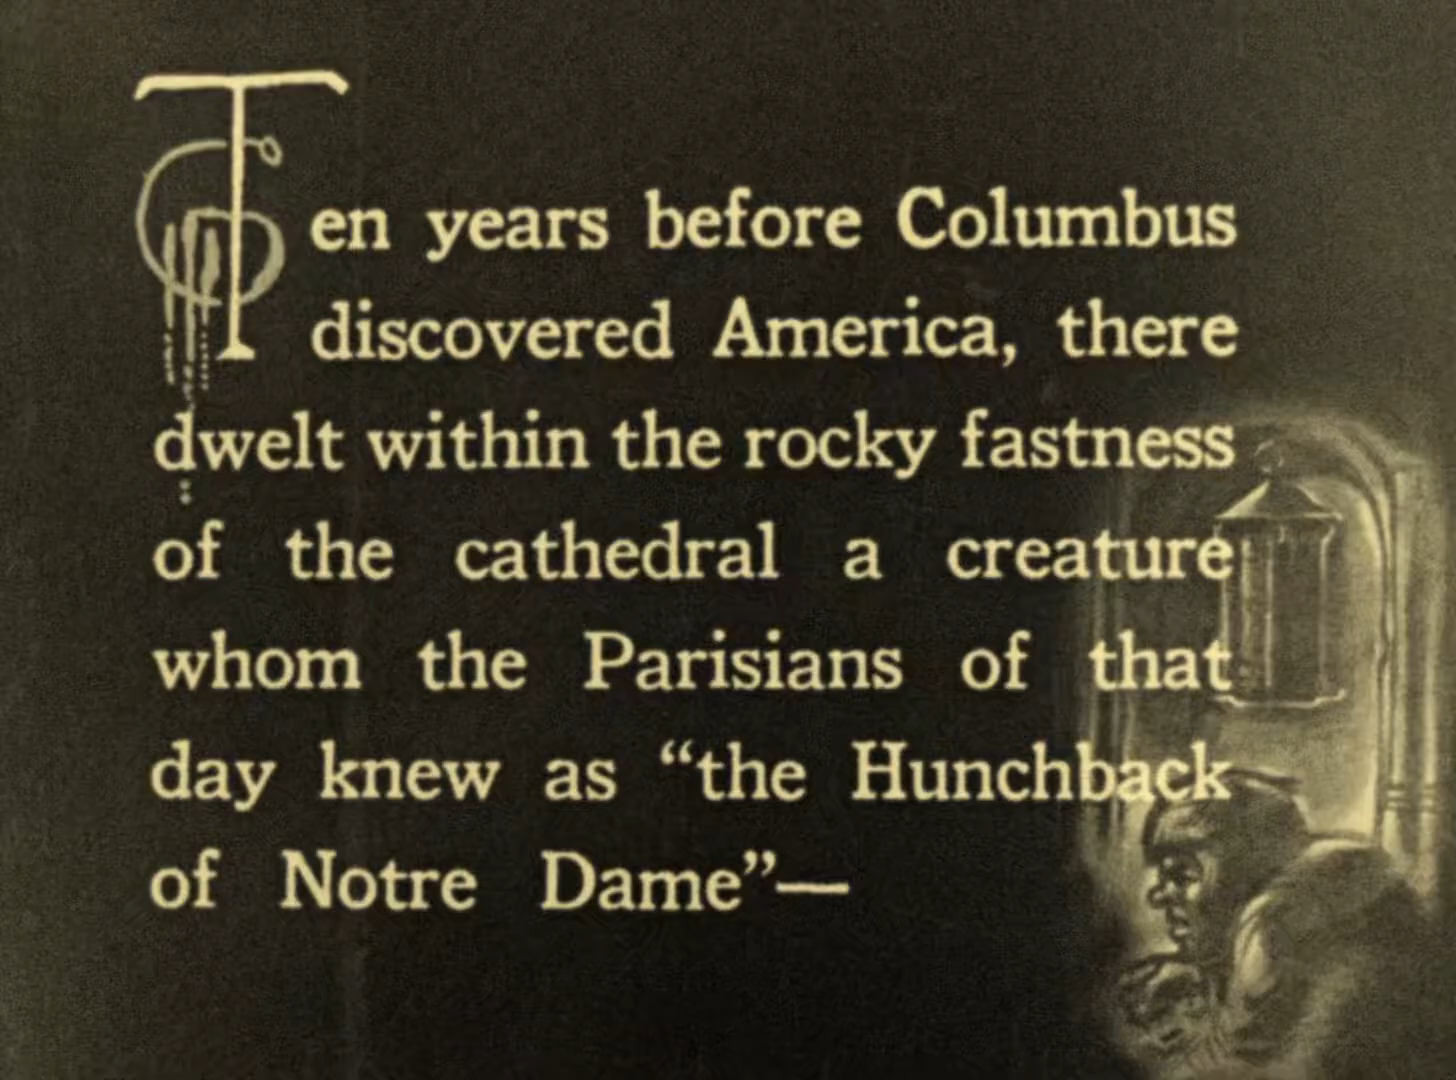 Ten years before Columbus
discovered America, there
dwelt within the rocky fastness
of the cathedral a creature
whom the Parisians of that
day knew as “the Hunchback
of Notre Dame”—